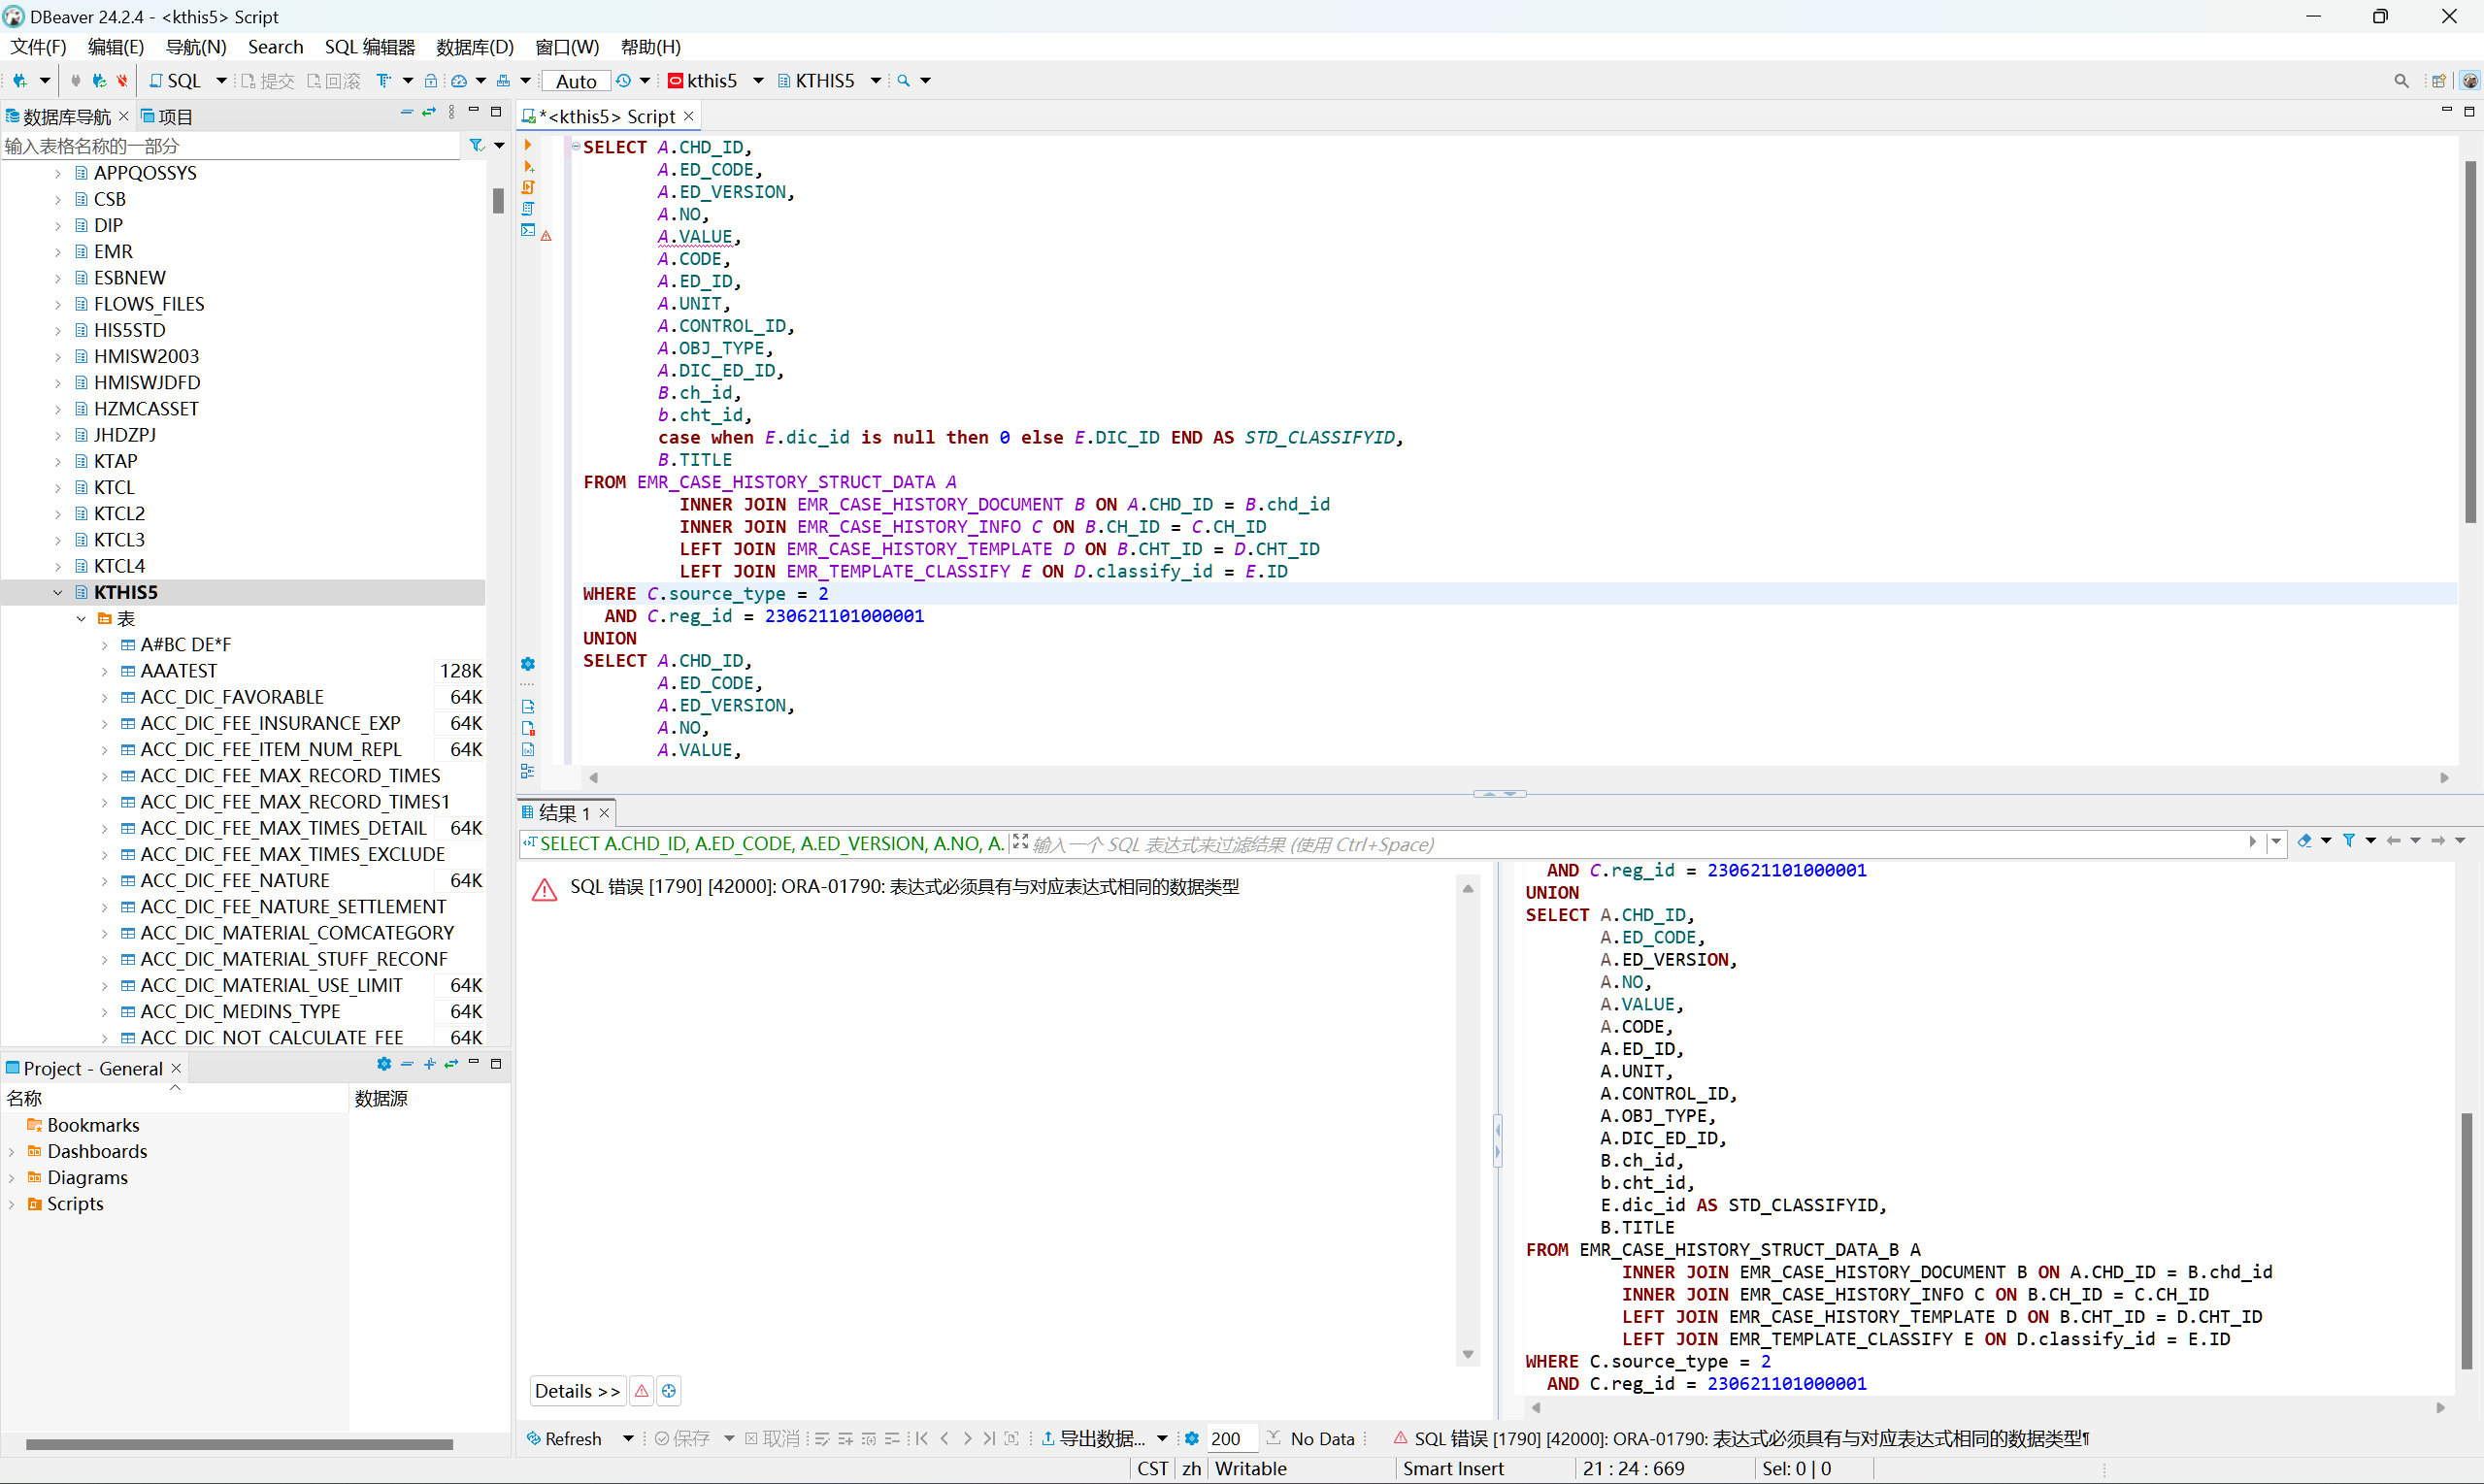 DBeaver 24.2.4 - <kthis5> Script
文件(F) 编辑(E) 导航(N) Search SQL 编辑器 数据库(D) 窗口(W) 帮助(H)
SQL 提交 回滚 Auto kthis5 KTHIS5
数据库导航 项目
输入表格名称的一部分
APPQOSSYS
CSB
DIP
EMR
ESBNEW
FLOWS_FILES
HIS5STD
HMISW2003
HMISWJDFD
HZMCASSET
JHDZPJ
KTAP
KTCL
KTCL2
KTCL3
KTCL4
KTHIS5
表
A#BC DE*F
AAATEST 128K
ACC_DIC_FAVORABLE 64K
ACC_DIC_FEE_INSURANCE_EXP 64K
ACC_DIC_FEE_ITEM_NUM_REPL 64K
ACC_DIC_FEE_MAX_RECORD_TIMES
ACC_DIC_FEE_MAX_RECORD_TIMES1
ACC_DIC_FEE_MAX_TIMES_DETAIL 64K
ACC_DIC_FEE_MAX_TIMES_EXCLUDE
ACC_DIC_FEE_NATURE 64K
ACC_DIC_FEE_NATURE_SETTLEMENT
ACC_DIC_MATERIAL_COMCATEGORY
ACC_DIC_MATERIAL_STUFF_RECONF
ACC_DIC_MATERIAL_USE_LIMIT 64K
ACC_DIC_MEDINS_TYPE 64K
ACC_DIC_NOT_CALCULATE_FEE 64K
Project - General
名称 数据源
Bookmarks
Dashboards
Diagrams
Scripts
*<kthis5> Script
SELECT A.CHD_ID,
A.ED_CODE,
A.ED_VERSION,
A.NO,
A.VALUE,
A.CODE,
A.ED_ID,
A.UNIT,
A.CONTROL_ID,
A.OBJ_TYPE,
A.DIC_ED_ID,
B.ch_id,
b.cht_id,
case when E.dic_id is null then 0 else E.DIC_ID END AS STD_CLASSIFYID,
B.TITLE
FROM EMR_CASE_HISTORY_STRUCT_DATA A
INNER JOIN EMR_CASE_HISTORY_DOCUMENT B ON A.CHD_ID = B.chd_id
INNER JOIN EMR_CASE_HISTORY_INFO C ON B.CH_ID = C.CH_ID
LEFT JOIN EMR_CASE_HISTORY_TEMPLATE D ON B.CHT_ID = D.CHT_ID
LEFT JOIN EMR_TEMPLATE_CLASSIFY E ON D.classify_id = E.ID
WHERE C.source_type = 2
AND C.reg_id = 230621101000001
UNION
SELECT A.CHD_ID,
A.ED_CODE,
A.ED_VERSION,
A.NO,
A.VALUE,
结果 1
SELECT A.CHD_ID, A.ED_CODE, A.ED_VERSION, A.NO, A. 输入一个 SQL 表达式来过滤结果 (使用 Ctrl+Space)
SQL 错误 [1790] [42000]: ORA-01790: 表达式必须具有与对应表达式相同的数据类型
Details >>
AND C.reg_id = 230621101000001
UNION
SELECT A.CHD_ID,
A.ED_CODE,
A.ED_VERSION,
A.NO,
A.VALUE,
A.CODE,
A.ED_ID,
A.UNIT,
A.CONTROL_ID,
A.OBJ_TYPE,
A.DIC_ED_ID,
B.ch_id,
b.cht_id,
E.dic_id AS STD_CLASSIFYID,
B.TITLE
FROM EMR_CASE_HISTORY_STRUCT_DATA_B A
INNER JOIN EMR_CASE_HISTORY_DOCUMENT B ON A.CHD_ID = B.chd_id
INNER JOIN EMR_CASE_HISTORY_INFO C ON B.CH_ID = C.CH_ID
LEFT JOIN EMR_CASE_HISTORY_TEMPLATE D ON B.CHT_ID = D.CHT_ID
LEFT JOIN EMR_TEMPLATE_CLASSIFY E ON D.classify_id = E.ID
WHERE C.source_type = 2
AND C.reg_id = 230621101000001
Refresh 保存 取消 导出数据... 200 No Data SQL 错误 [1790] [42000]: ORA-01790: 表达式必须具有与对应表达式相同的数据类型¶
CST zh Writable Smart Insert 21 : 24 : 669 Sel: 0 | 0